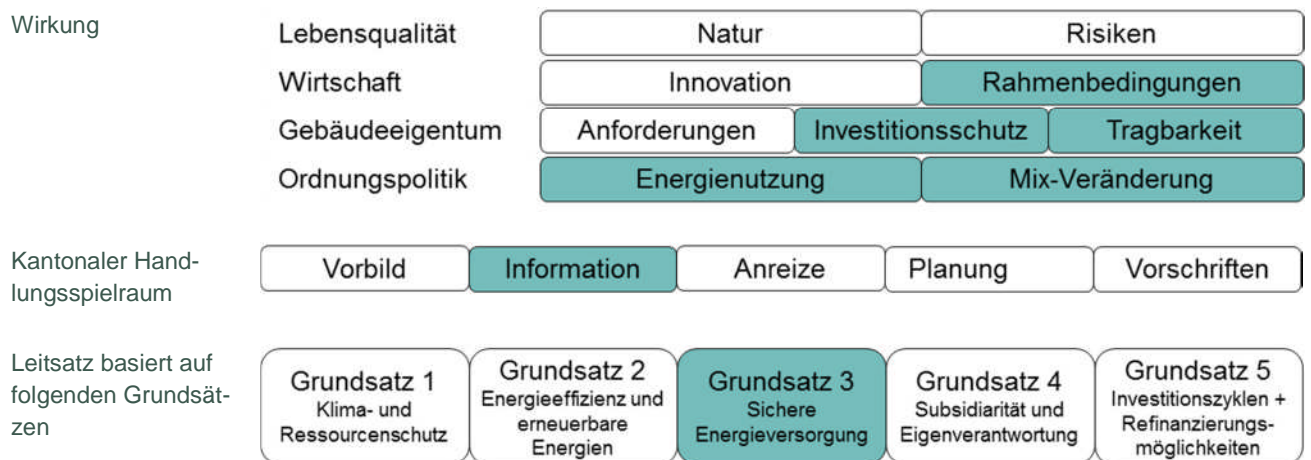 Wirkung
Lebensqualität Natur Risiken
Wirtschaft Innovation Rahmenbedingungen
Gebäudeeigentum Anforderungen Investitionsschutz Tragbarkeit
Ordnungspolitik Energienutzung Mix-Veränderung
Kantonaler Hand-
lungsspielraum
Vorbild Information Anreize Planung Vorschriften
Leitsatz basiert auf
folgenden Grundsät-
zen
Grundsatz 1
Klima- und
Ressourcenschutz
Grundsatz 2
Energieeffizienz und
erneuerbare
Energien
Grundsatz 3
Sichere
Energieversorgung
Grundsatz 4
Subsidiarität und
Eigenverantwortung
Grundsatz 5
Investitionszyklen +
Refinanzierungs-
möglichkeiten